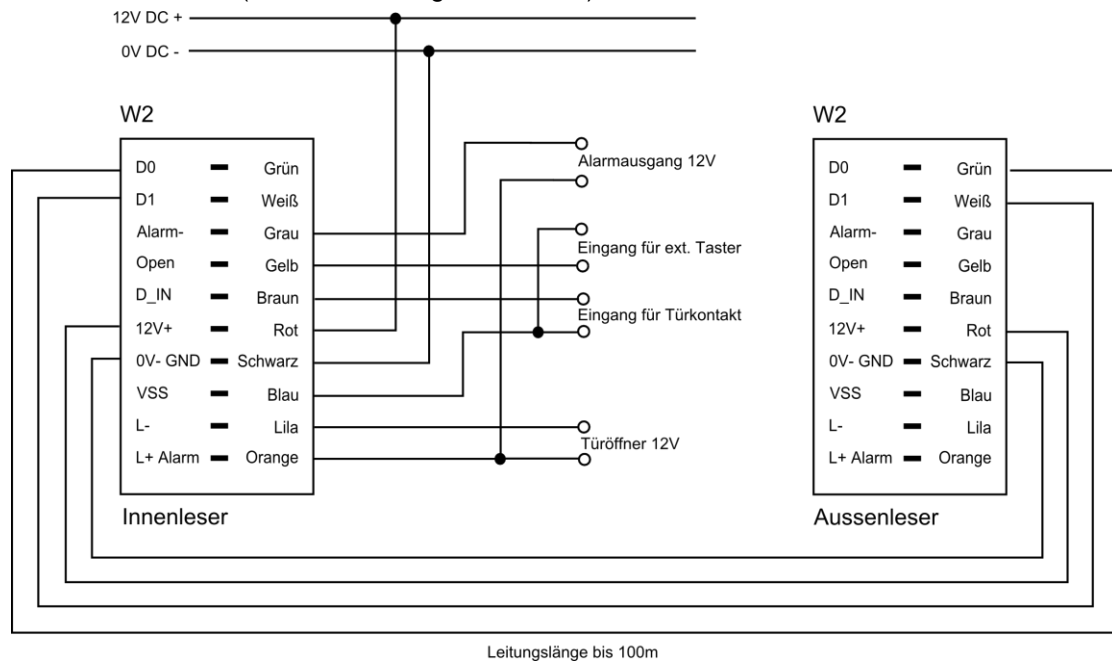 12V DC +
0V DC -
W2
D0 Grün
D1 Weiß
Alarm- Grau
Open Gelb
D_IN Braun
12V+ Rot
0V- GND Schwarz
VSS Blau
L- Lila
L+ Alarm Orange
Innenleser
Alarmausgang 12V
Eingang für ext. Taster
Eingang für Türkontakt
Türöffner 12V
W2
D0 Grün
D1 Weiß
Alarm- Grau
Open Gelb
D_IN Braun
12V+ Rot
0V- GND Schwarz
VSS Blau
L- Lila
L+ Alarm Orange
Aussenleser
Leitungslänge bis 100m